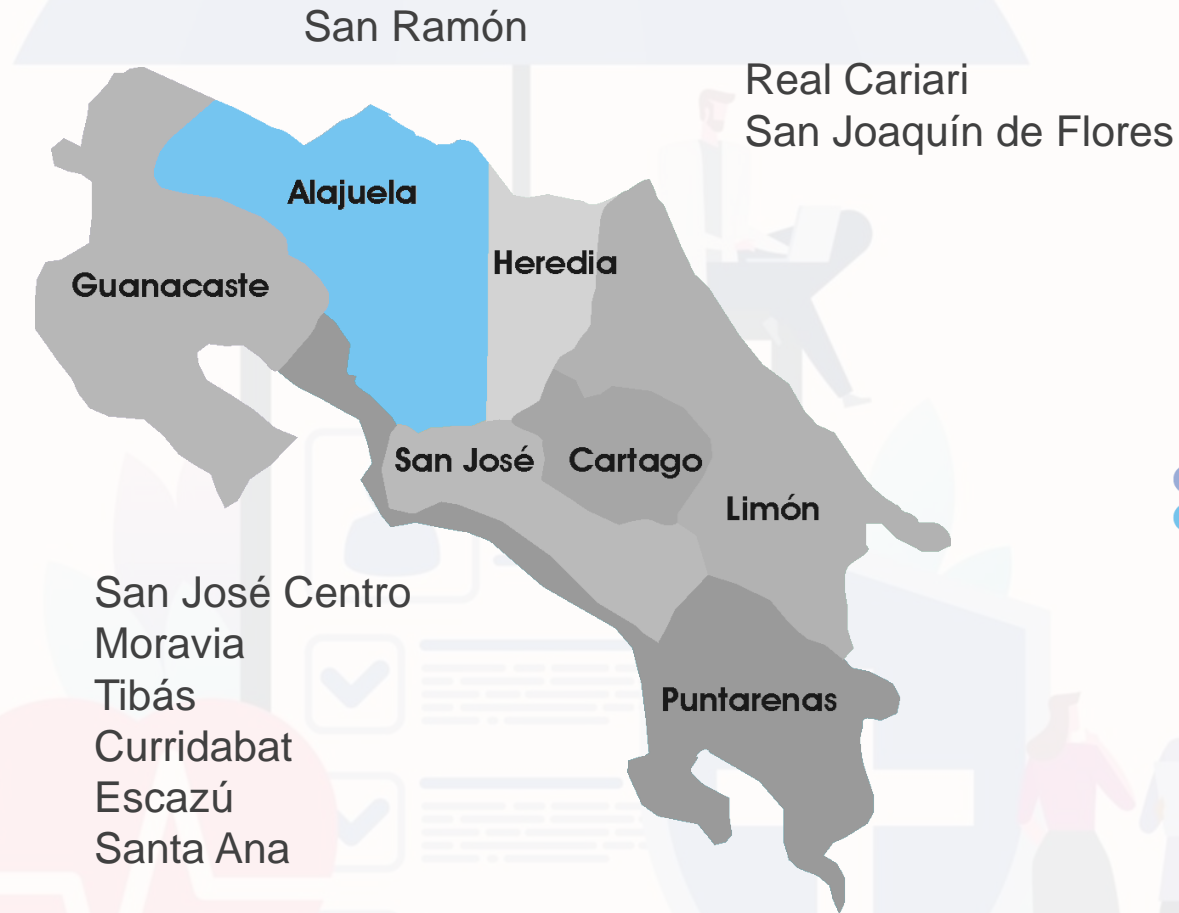 San Ramón
Real Cariari
San Joaquín de Flores
Alajuela
Heredia
Guanacaste
San José
Cartago
Limón
Puntarenas
San José Centro
Moravia
Tibás
Curridabat
Escazú
Santa Ana